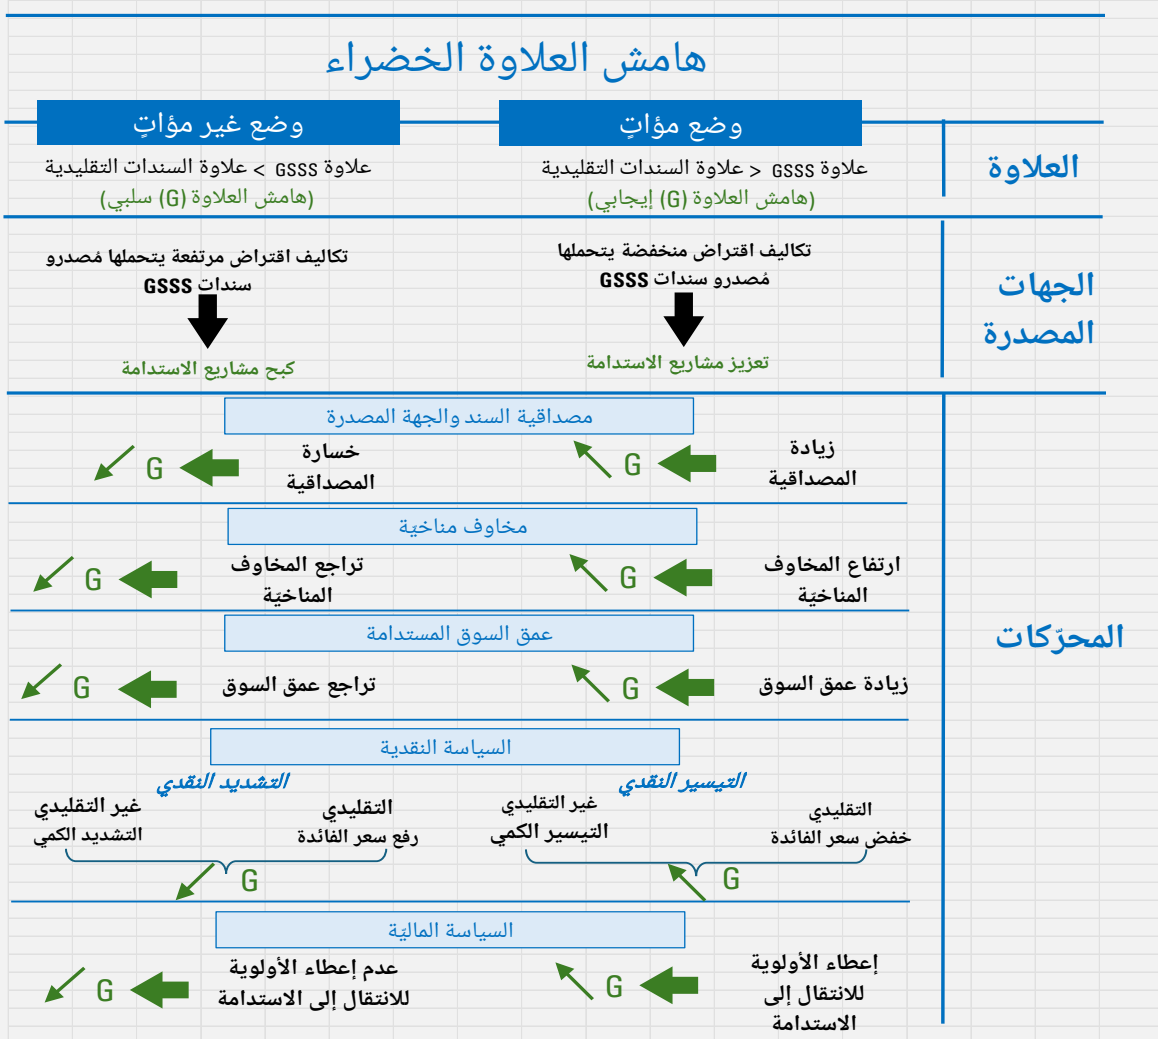 هامش العلاوة الخضراء
العلاوة
وضع مؤاتٍ
علاوة GSSS < علاوة السندات التقليدية
(هامش العلاوة (G) إيجابي)
وضع غير مؤاتٍ
علاوة GSSS > علاوة السندات التقليدية
(هامش العلاوة (G) سلبي)
الجهات
المصدرة
تكاليف اقتراض منخفضة يتحملها
مُصدرو سندات GSSS
تعزيز مشاريع الاستدامة
تكاليف اقتراض مرتفعة يتحملها مُصدرو
سندات GSSS
كبح مشاريع الاستدامة
المحرّكات
مصداقية السند والجهة المصدرة
زيادة
المصداقية
G
خسارة
المصداقية
G
مخاوف مناخيّة
ارتفاع المخاوف
المناخيّة
G
تراجع المخاوف
المناخيّة
G
عمق السوق المستدامة
زيادة عمق السوق
G
تراجع عمق السوق
G
السياسة النقدية
التيسير النقدي
التقليدي
خفض سعر الفائدة
غير التقليدي
التيسير الكمي
G
التشديد النقدي
التقليدي
رفع سعر الفائدة
غير التقليدي
التشديد الكمي
G
السياسة الماليّة
إعطاء الأولوية
للانتقال إلى
الاستدامة
G
عدم إعطاء الأولوية
للانتقال إلى الاستدامة
G